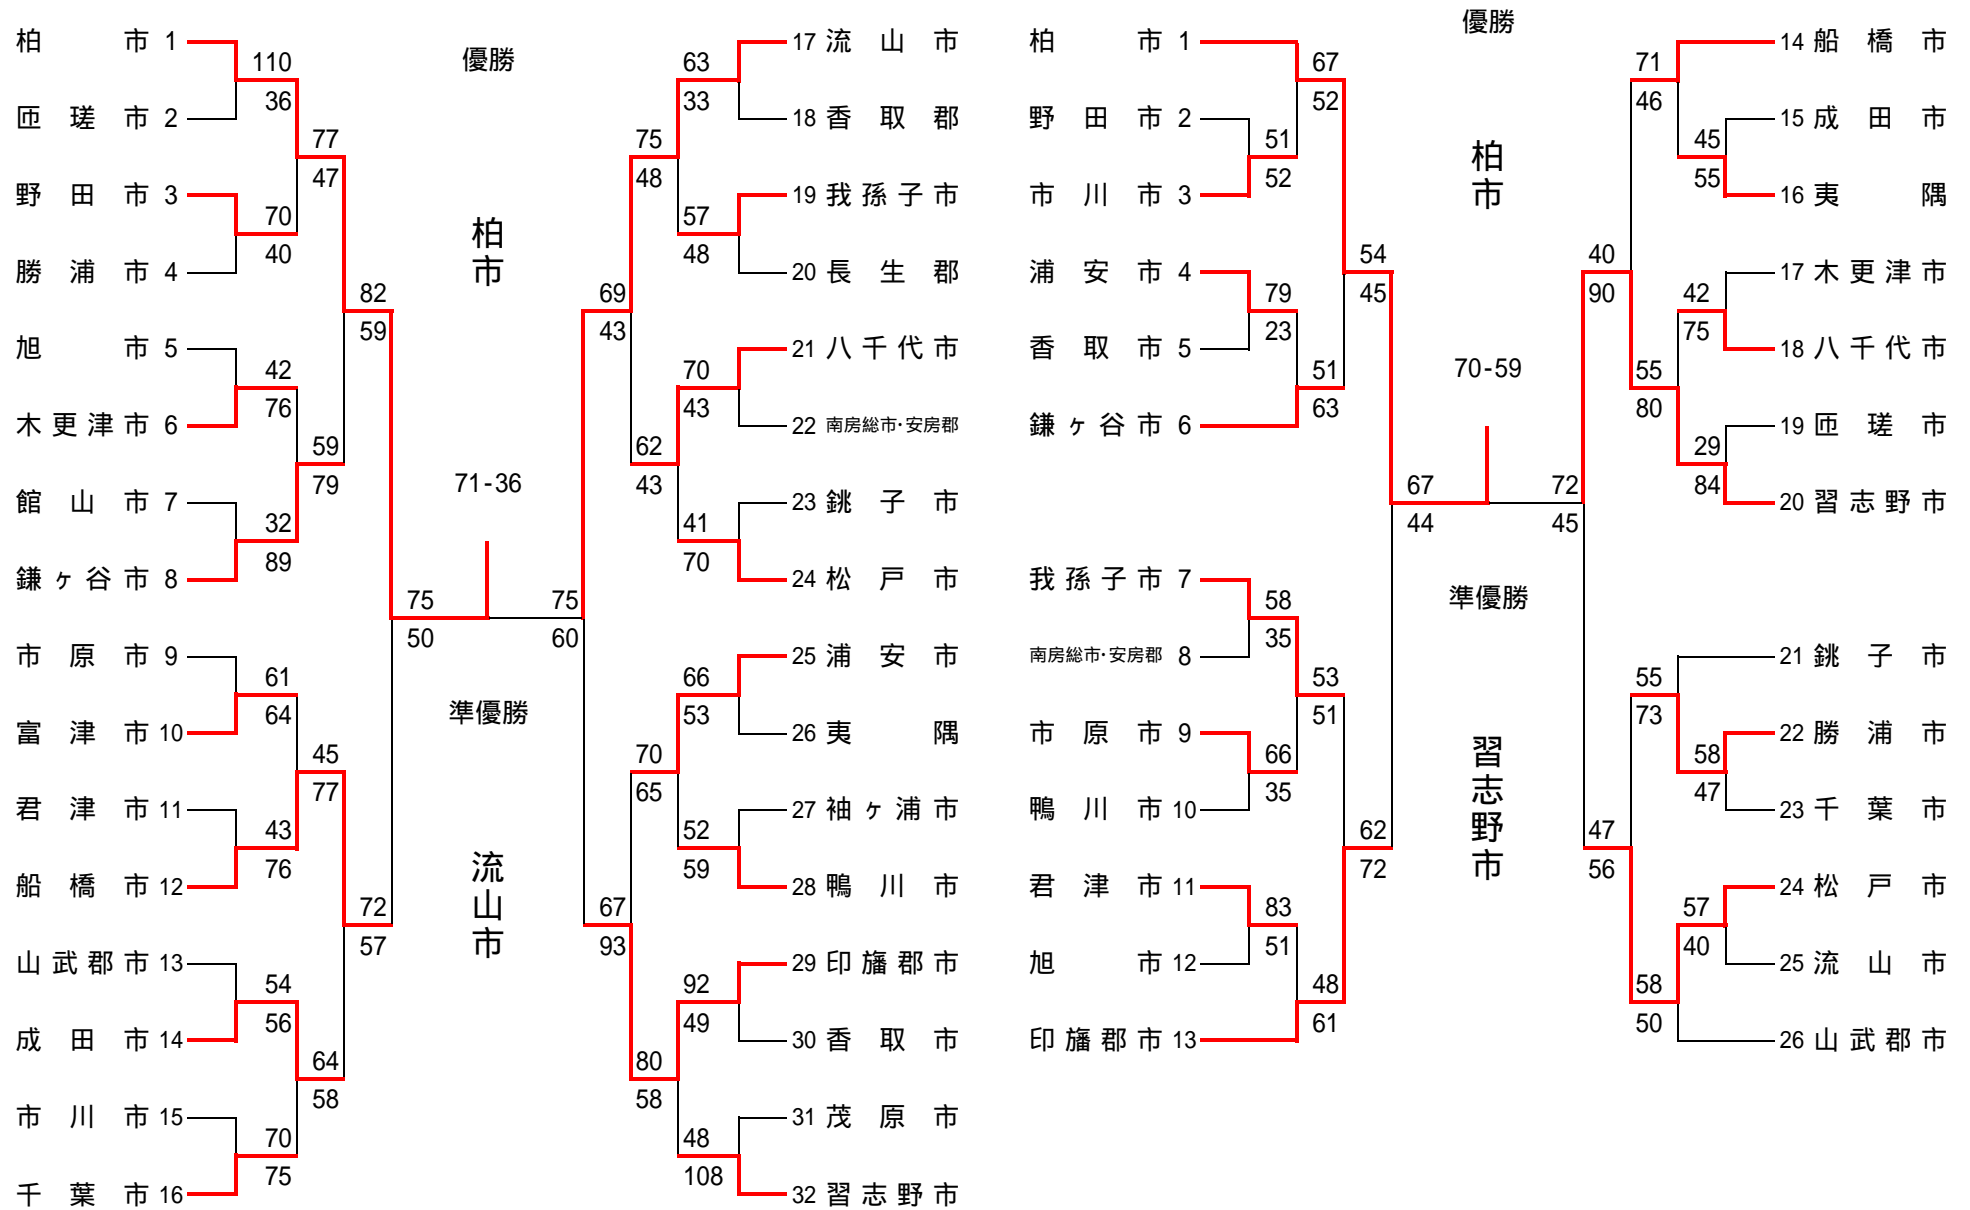 優勝
柏市
71-36
準優勝
流山市
柏市 1
匝瑳市 2
野田市 3
勝浦市 4
旭市 5
木更津市 6
館山市 7
鎌ヶ谷市 8
市原市 9
富津市 10
君津市 11
船橋市 12
山武郡市 13
成田市 14
市川市 15
千葉市 16
110
36
70
40
42
76
32
89
61
64
43
76
54
56
70
75
77
47
59
79
45
77
64
58
82
59
72
57
75
50
75
60
69
43
67
93
75
48
62
43
70
65
80
58
63
33
57
48
70
43
41
70
66
53
52
59
92
49
48
108
17 流山市
18 香取郡
19 我孫子市
20 長生郡
21 八千代市
22 南房総市・安房郡
23 銚子市
24 松戸市
25 浦安市
26 夷隅
27 袖ヶ浦市
28 鴨川市
29 印旛郡市
30 香取市
31 茂原市
32 習志野市
優勝
柏市
70-59
準優勝
習志野市
柏市 1
野田市 2
市川市 3
浦安市 4
香取市 5
鎌ヶ谷市 6
我孫子市 7
南房総市・安房郡 8
市原市 9
鴨川市 10
君津市 11
旭市 12
印旛郡市 13
51
52
79
23
58
35
66
35
83
51
67
52
51
63
53
51
48
61
54
45
62
72
67
44
72
45
40
90
47
56
71
46
55
80
55
73
58
50
45
55
42
75
29
84
58
47
57
40
14 船橋市
15 成田市
16 夷隅
17 木更津市
18 八千代市
19 匝瑳市
20 習志野市
21 銚子市
22 勝浦市
23 千葉市
24 松戸市
25 流山市
26 山武郡市